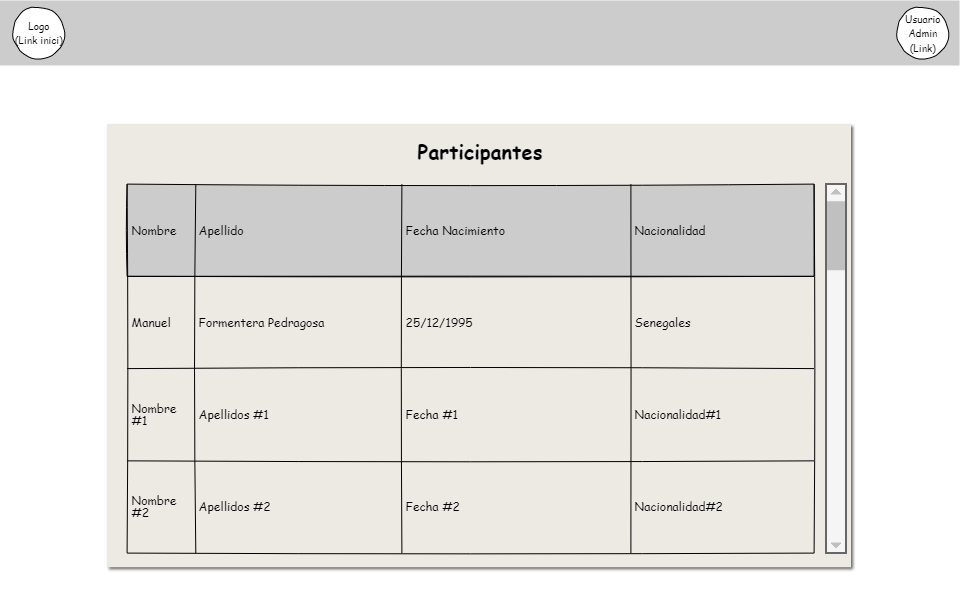 Logo
(Link inici)
Usuario
Admin
(Link)
Participantes
Nombre Apellido Fecha Nacimiento Nacionalidad
Manuel Formentera Pedragosa 25/12/1995 Senegales
Nombre
#1 Apellidos #1 Fecha #1 Nacionalidad#1
Nombre
#2 Apellidos #2 Fecha #2 Nacionalidad#2